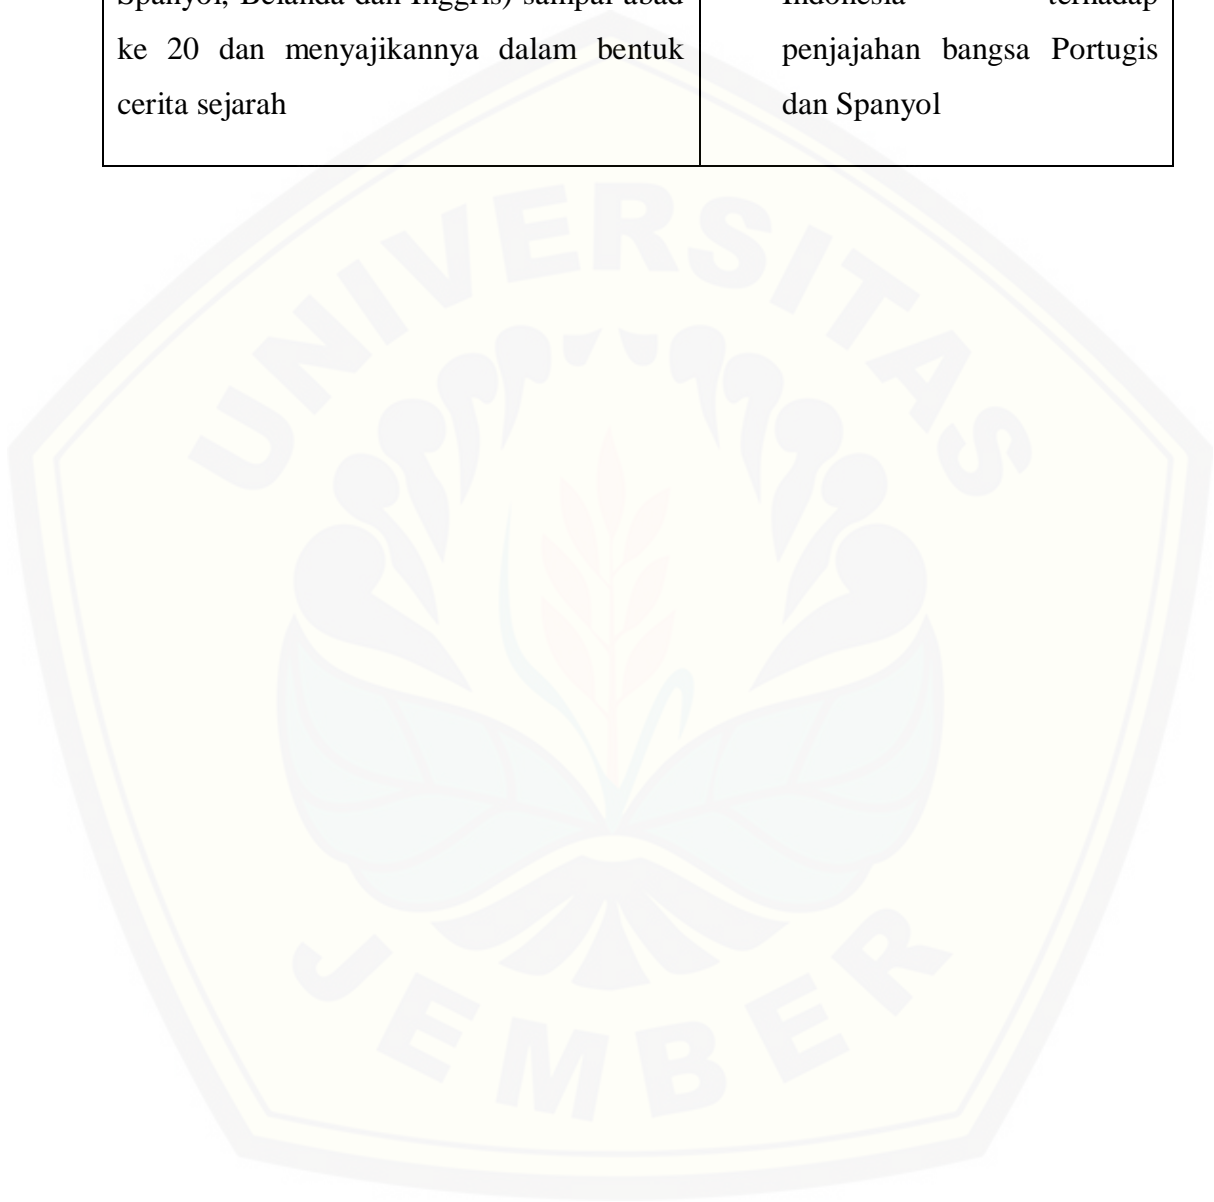 Spanyol, Belanda dan Inggris) sampai abad
ke 20 dan menyajikannya dalam bentuk
cerita sejarah
Indonesia terhadap
penjajahan bangsa Portugis
dan Spanyol
UNIVERSITAS
JEMBER